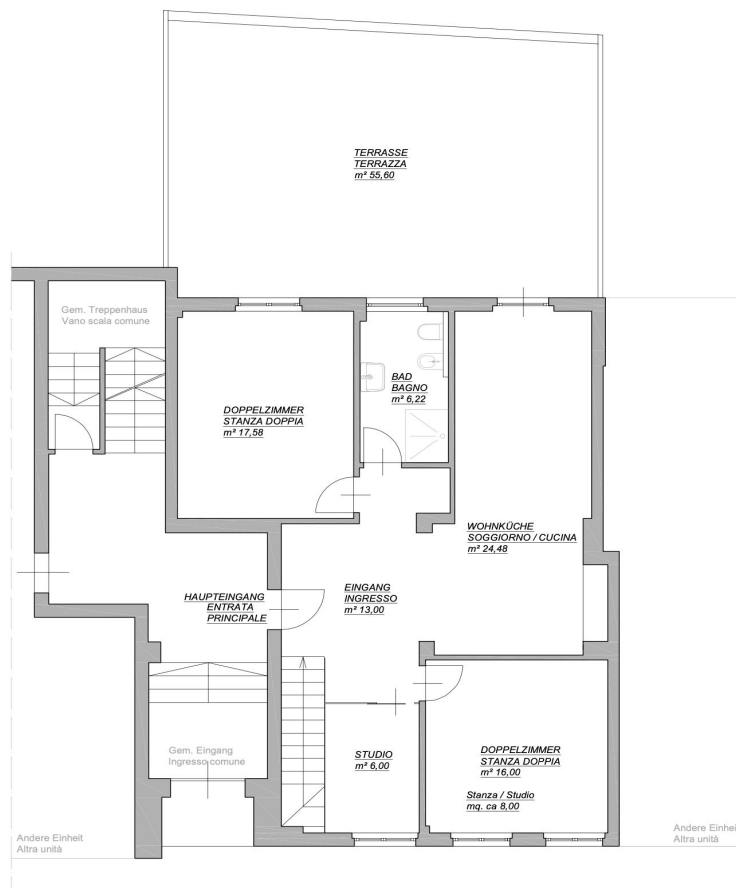 TERRASSE
TERRAZZA
m² 55,60
Gem. Treppenhaus
Vano scala comune
BAD
BAGNO
m² 6,22
DOPPELZIMMER
STANZA DOPPIA
m² 17,58
WOHNKÜCHE
SOGGIORNO / CUCINA
m² 24,48
HAUPTEINGANG
ENTRATA
PRINCIPALE
EINGANG
INGRESSO
m² 13,00
Gem. Eingang
Ingresso comune
STUDIO
m² 6,00
DOPPELZIMMER
STANZA DOPPIA
m² 16,00
Stanza / Studio
mq. ca 8,00
Andere Einheit
Altra unità
Andere Einhei
Altra unità